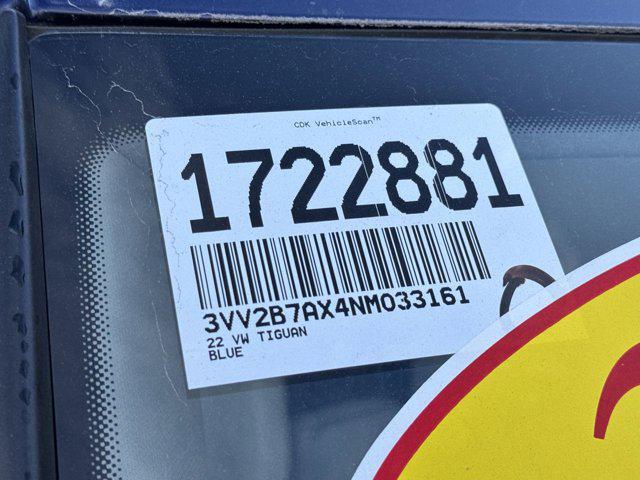 CDK VehicleScan™
1722881
3VV2B7AX4NM033161
22 VW TIGUAN
BLUE